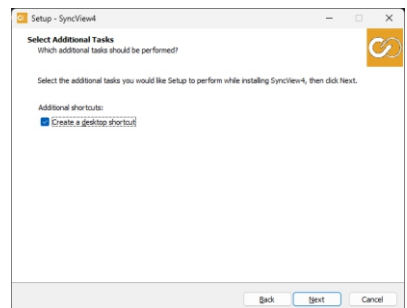 Setup - SyncView4
Select Additional Tasks
Which additional tasks should be performed?
Select the additional tasks you would like Setup to perform while installing SyncView4, then click Next.
Additional shortcuts:
Create a desktop shortcut
Back
Next
Cancel